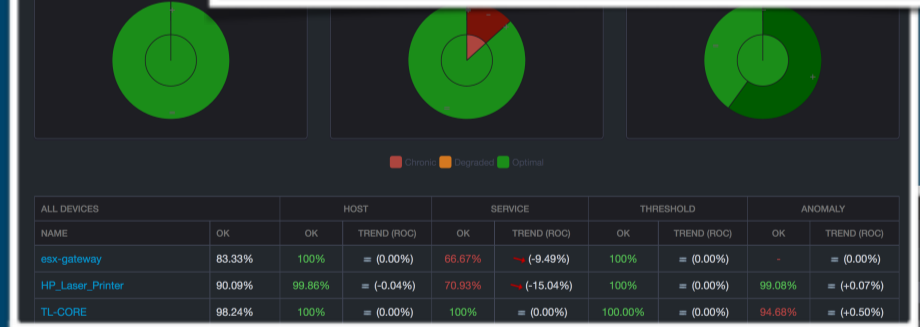 Chronic Degraded Optimal
ALL DEVICES HOST SERVICE THRESHOLD ANOMALY
NAME OK OK TREND (ROC) OK TREND (ROC) OK TREND (ROC) OK TREND (ROC)
esx-gateway 83.33% 100% = (0.00%) 66.67% (-9.49%) 100% = (0.00%) - = (0.00%)
HP_Laser_Printer 90.09% 99.86% = (-0.04%) 70.93% (-15.04%) 100% = (0.00%) 99.08% = (+0.07%)
TL-CORE 98.24% 100% = (0.00%) 100% = (0.00%) 100.00% = (0.00%) 94.68% = (+0.50%)